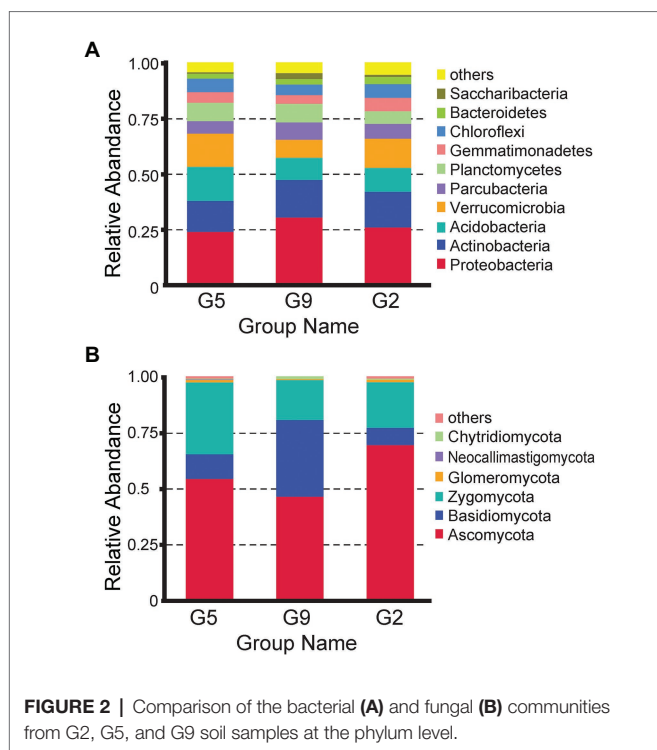 A
Relative Abandance
1.00
0.75
0.50
0.25
0
G5 G9 G2
Group Name
others
Saccharibacteria
Bacteroidetes
Chloroflexi
Gemmatimonadetes
Planctomycetes
Parcubacteria
Verrucomicrobia
Acidobacteria
Actinobacteria
Proteobacteria
B
Relative Abundance
1.00
0.75
0.50
0.25
0
G5 G9 G2
Group Name
others
Chytridiomycota
Neocallimastigomycota
Glomeromycota
Zygomycota
Basidiomycota
Ascomycota
FIGURE 2 | Comparison of the bacterial (A) and fungal (B) communities
from G2, G5, and G9 soil samples at the phylum level.